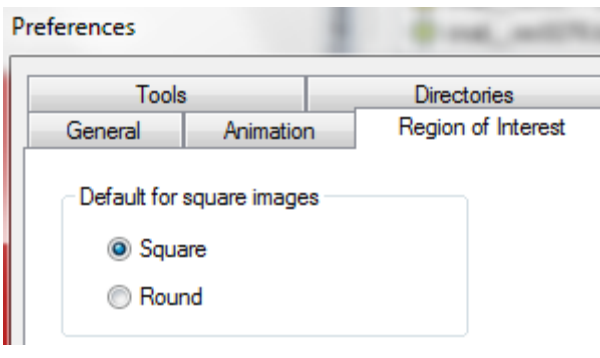 Preferences
Tools
Directories
General
Animation
Region of Interest
Default for square images
Square
Round